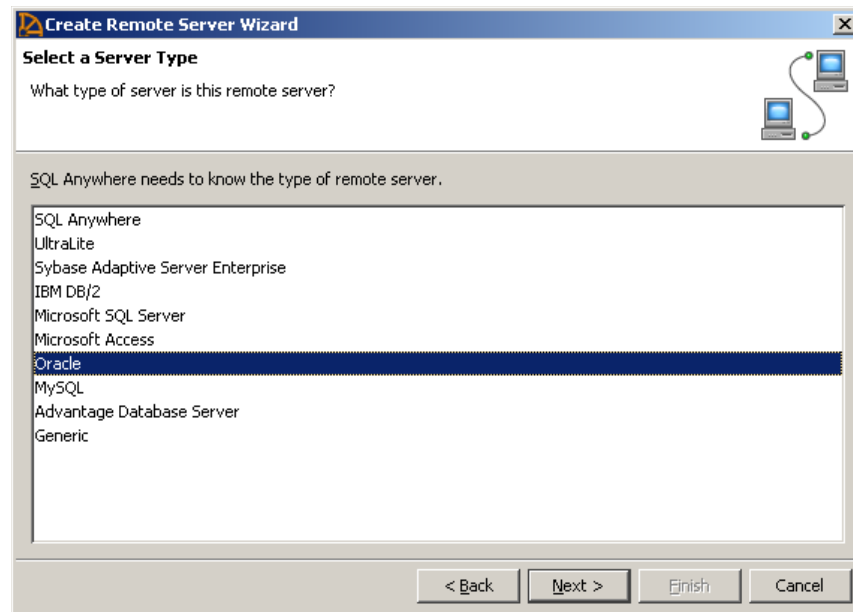 Create Remote Server Wizard
Select a Server Type
What type of server is this remote server?
SQL Anywhere needs to know the type of remote server.
SQL Anywhere
UltraLite
Sybase Adaptive Server Enterprise
IBM DB/2
Microsoft SQL Server
Microsoft Access
Oracle
MySQL
Advantage Database Server
Generic
< Back Next > Finish Cancel